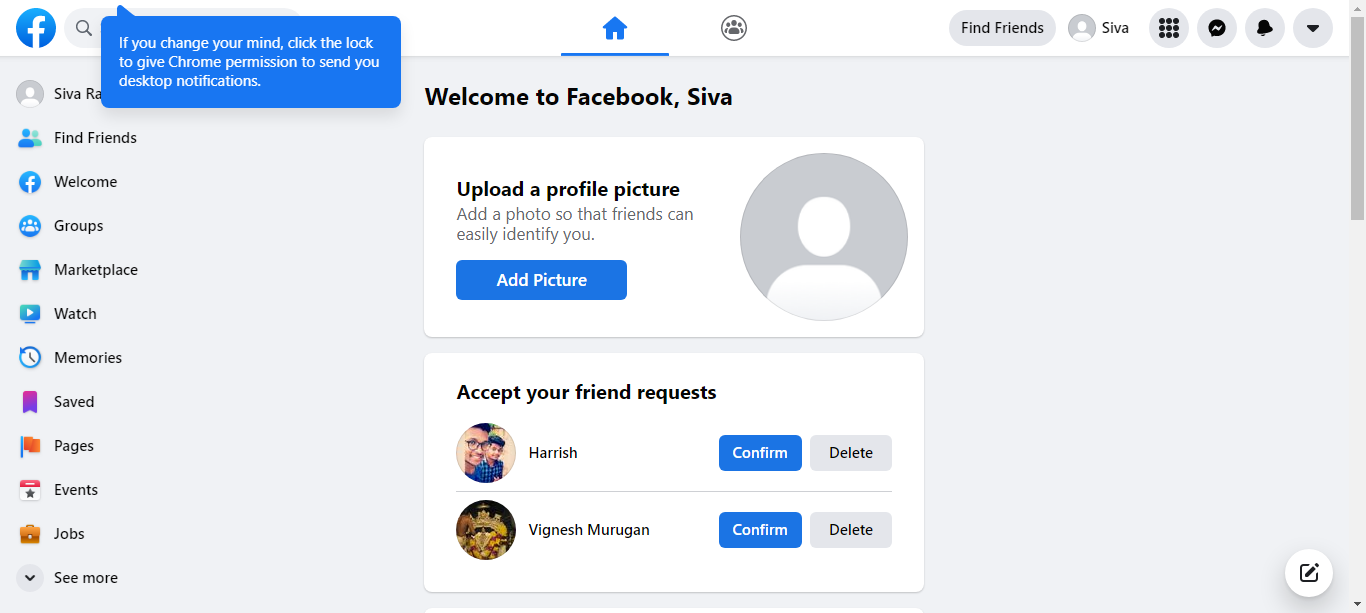 If you change your mind, click the lock
to give Chrome permission to send you
desktop notifications.
Find Friends
Siva
Siva Ra
Find Friends
Welcome
Groups
Marketplace
Watch
Memories
Saved
Pages
Events
Jobs
See more
Welcome to Facebook, Siva
Upload a profile picture
Add a photo so that friends can
easily identify you.
Add Picture
Accept your friend requests
Harrish
Confirm
Delete
Vignesh Murugan
Confirm
Delete